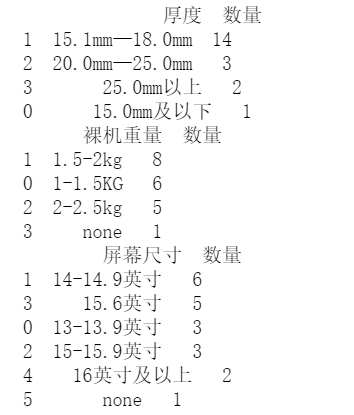 厚度 数量
1 15.1mm—18.0mm 14
2 20.0mm—25.0mm 3
3 25.0mm以上 2
0 15.0mm及以下 1
裸机重量 数量
1 1.5-2kg 8
0 1-1.5KG 6
2 2-2.5kg 5
3 none 1
屏幕尺寸 数量
1 14-14.9英寸 6
3 15.6英寸 5
0 13-13.9英寸 3
2 15-15.9英寸 3
4 16英寸及以上 2
5 none 1